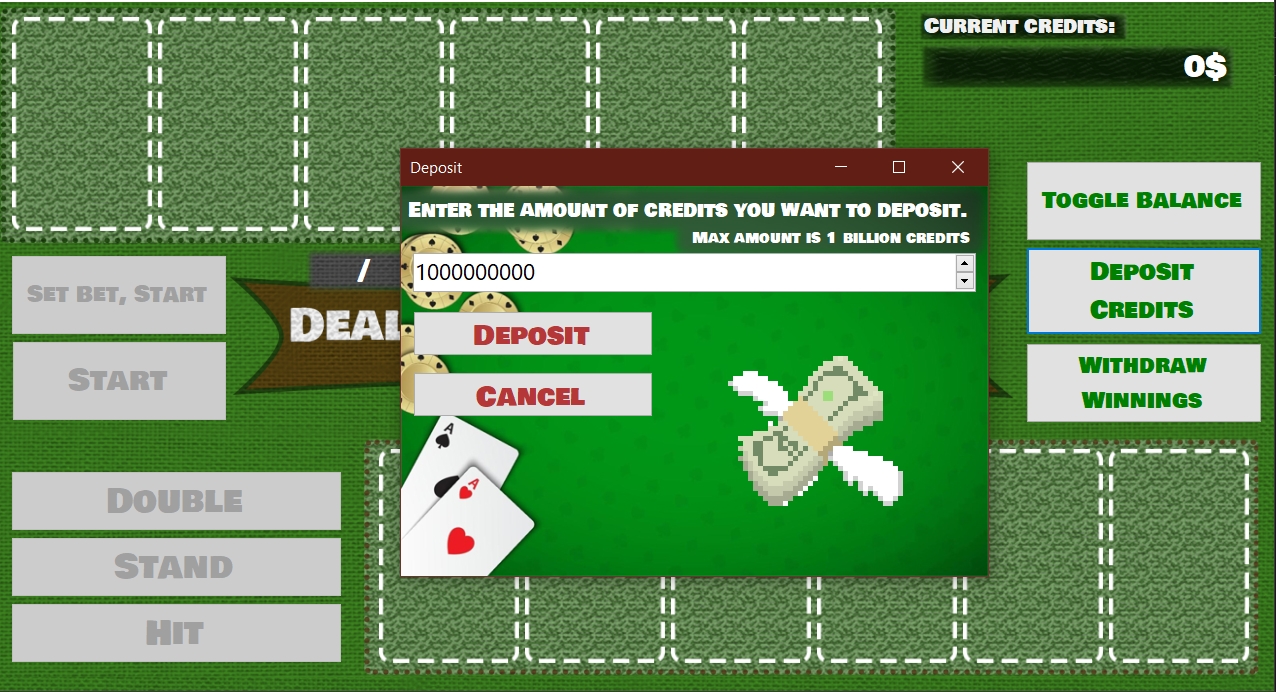 Current credits:
0$
Deposit
Enter the amount of credits you want to deposit.
Max amount is 1 billion credits
1000000000
Deposit
Cancel
A
A
Toggle Balance
Deposit
Credits
Withdraw
Winnings
Set Bet, Start
/
Start
Double
Stand
Hit